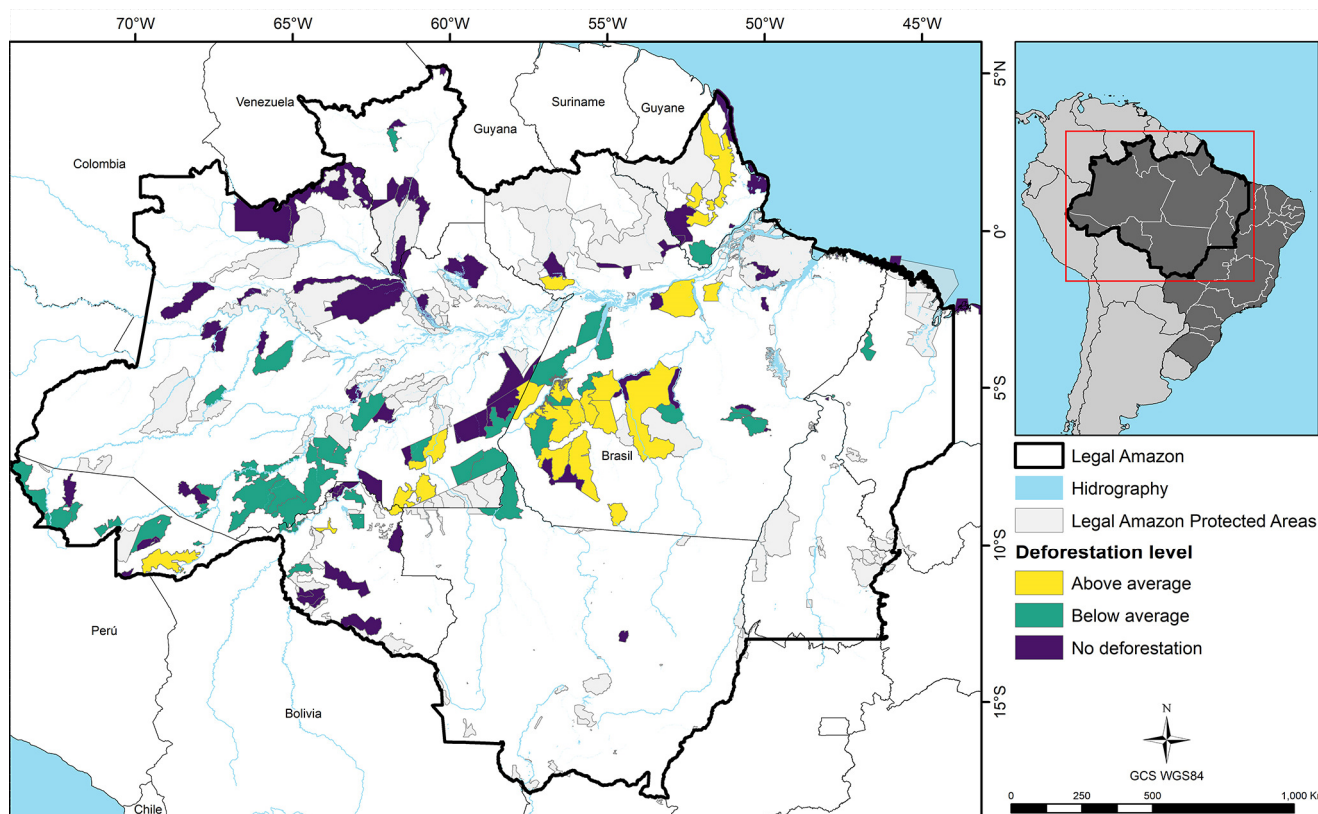 70°W 65°W 60°W 55°W 50°W 45°W
5°N
Venezuela
Suriname
Guyane
Guyana
Colombia
0°
5°S
Brasil
10°S
Perú
15°S
Bolivia
Chile
Legal Amazon
Hidrography
Legal Amazon Protected Areas
Deforestation level
Above average
Below average
No deforestation
N
GCS WGS84
0 250 500 1,000 Km